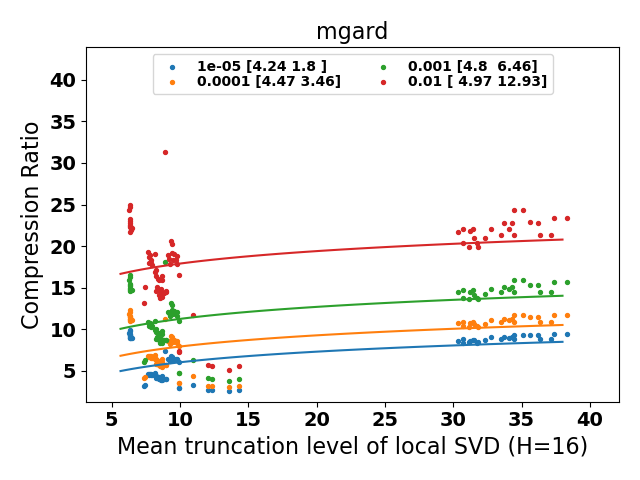 mgard
1e-05 [4.24 1.8 ]
0.0001 [4.47 3.46]
0.001 [4.8  6.46]
0.01 [ 4.97 12.93]
Compression Ratio
40
35
30
25
20
15
10
5
5 10 15 20 25 30 35 40
Mean truncation level of local SVD (H=16)